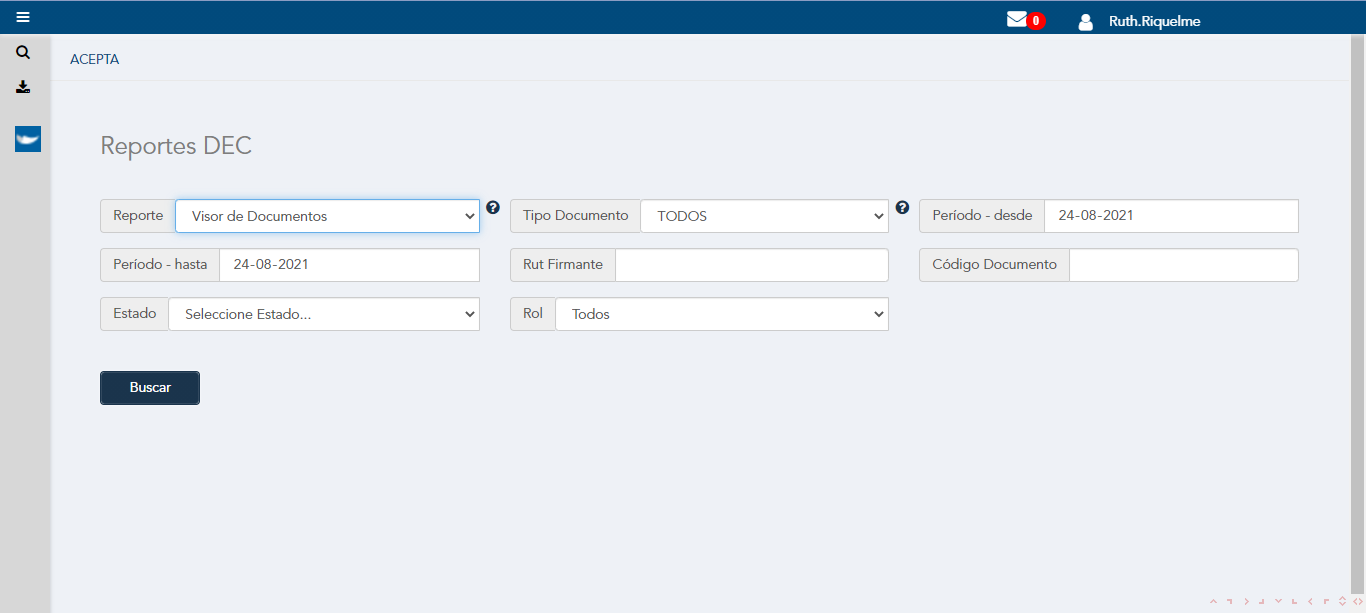 0
Ruth.Riquelme
ACEPTA
Reportes DEC
Reporte Visor de Documentos
Tipo Documento TODOS
Período - desde 24-08-2021
Período - hasta 24-08-2021
Rut Firmante
Código Documento
Estado Seleccione Estado...
Rol Todos
Buscar